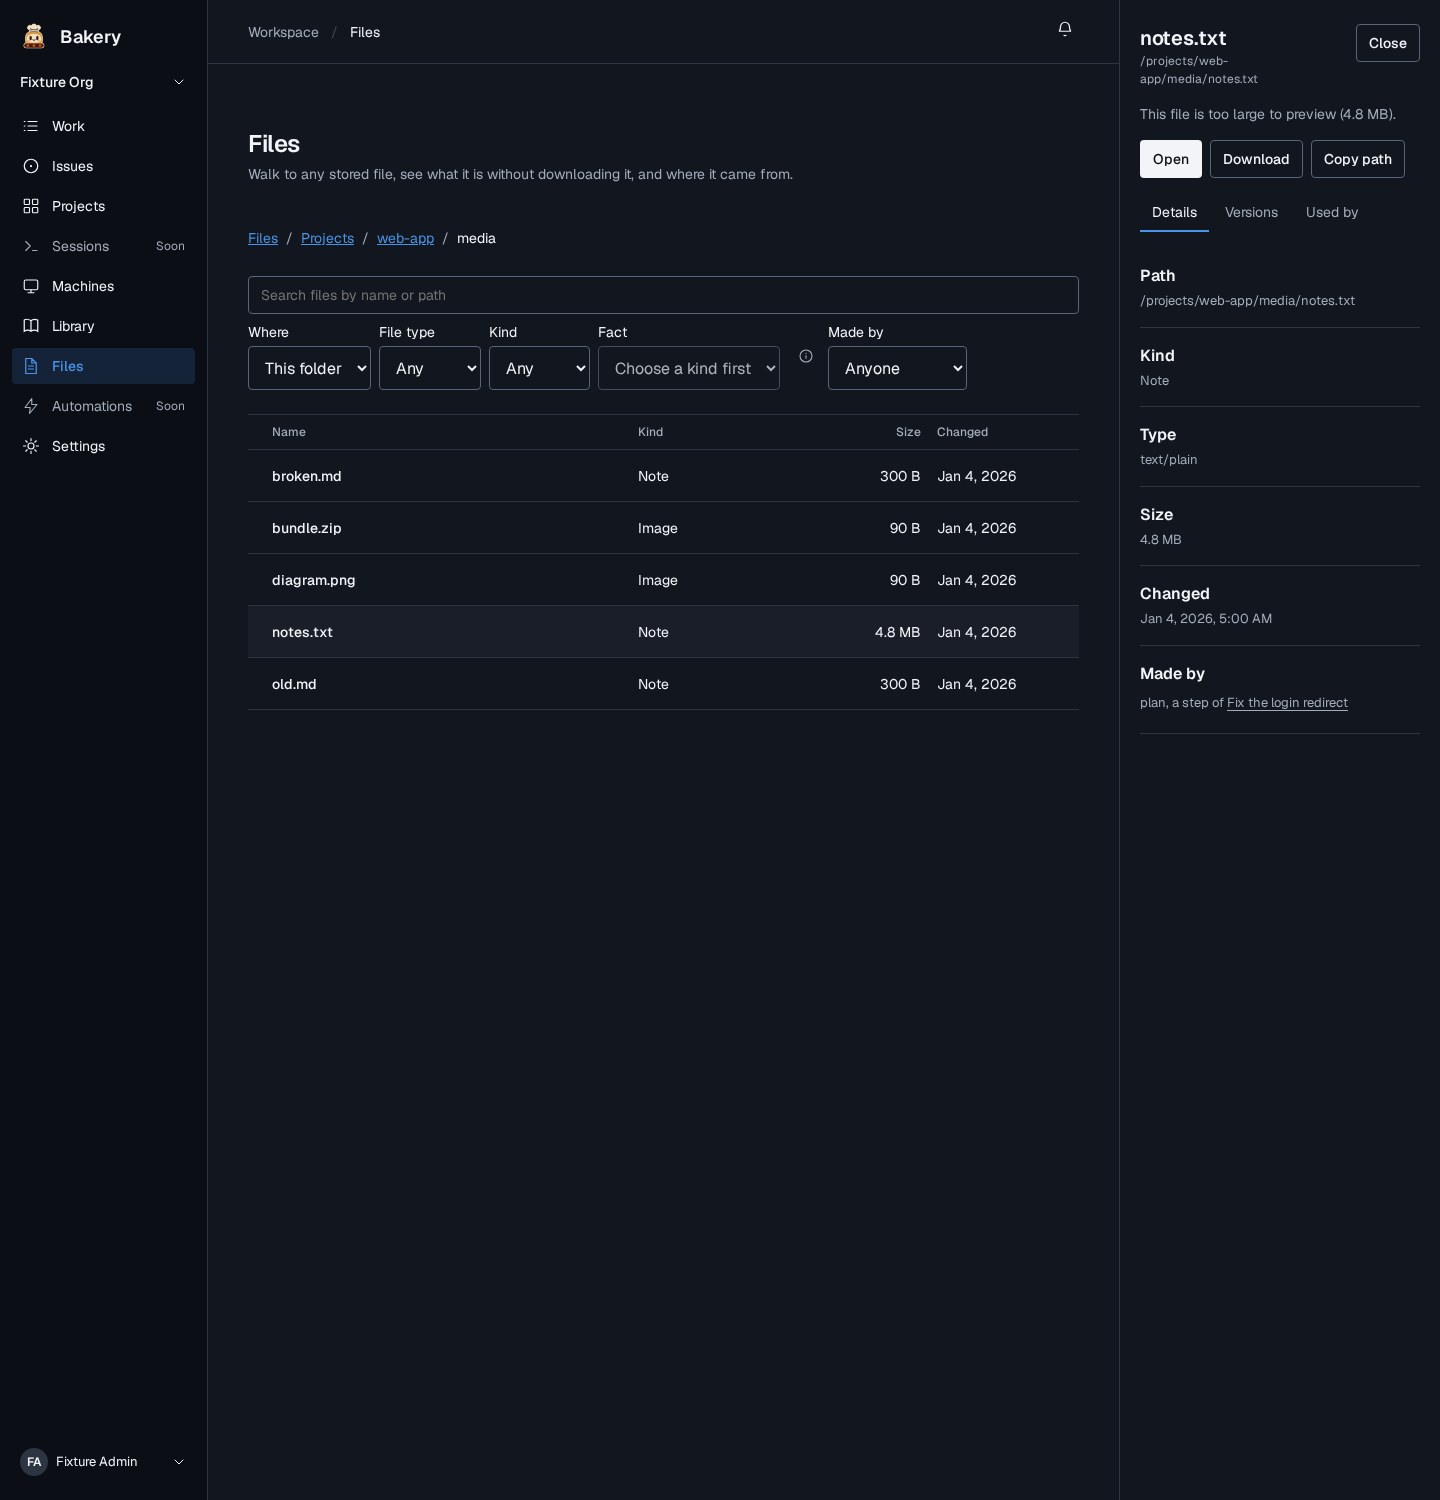 Bakery
Fixture Org
Work
Issues
Projects
Sessions Soon
Machines
Library
Files
Automations Soon
Settings
FA Fixture Admin
Workspace / Files
Files
Walk to any stored file, see what it is without downloading it, and where it came from.
Files / Projects / web-app / media
Search files by name or path
Where File type Kind Fact Made by
This folder Any Any Choose a kind first Anyone
Name Kind Size Changed
broken.md Note 300 B Jan 4, 2026
bundle.zip Image 90 B Jan 4, 2026
diagram.png Image 90 B Jan 4, 2026
notes.txt Note 4.8 MB Jan 4, 2026
old.md Note 300 B Jan 4, 2026
notes.txt
Close
/projects/web-
app/media/notes.txt
This file is too large to preview (4.8 MB).
Open Download Copy path
Details Versions Used by
Path
/projects/web-app/media/notes.txt
Kind
Note
Type
text/plain
Size
4.8 MB
Changed
Jan 4, 2026, 5:00 AM
Made by
plan, a step of Fix the login redirect